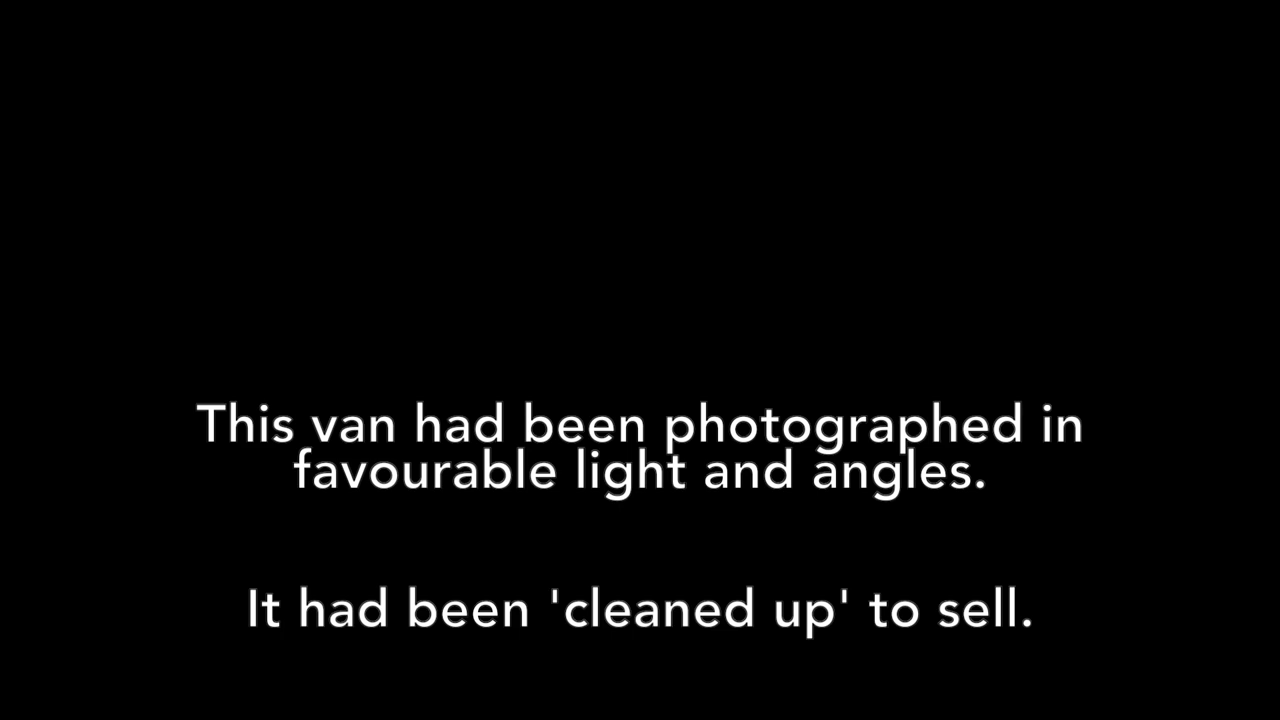 This van had been photographed in
favourable light and angles.
It had been 'cleaned up' to sell.